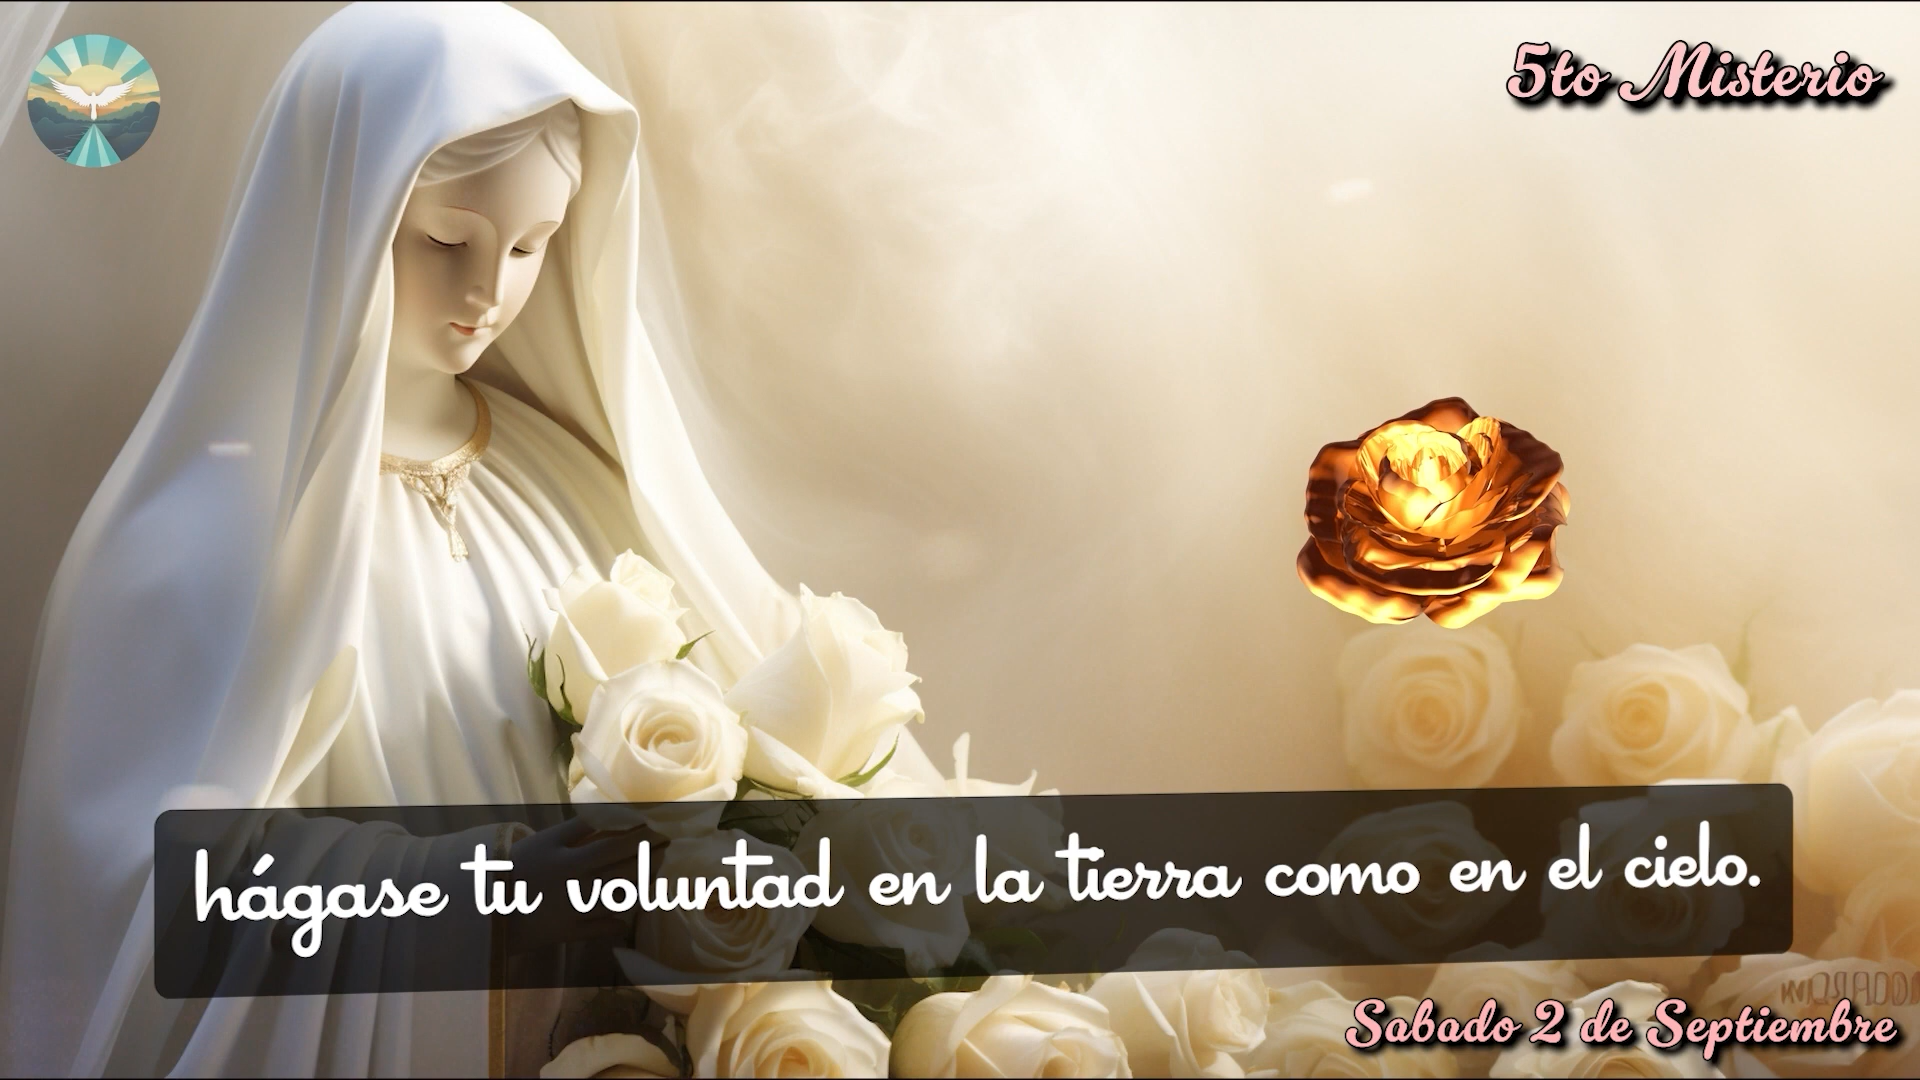 5to Misterio
hágase tu voluntad en la tierra como en el cielo.
Sabado 2 de Septiembre